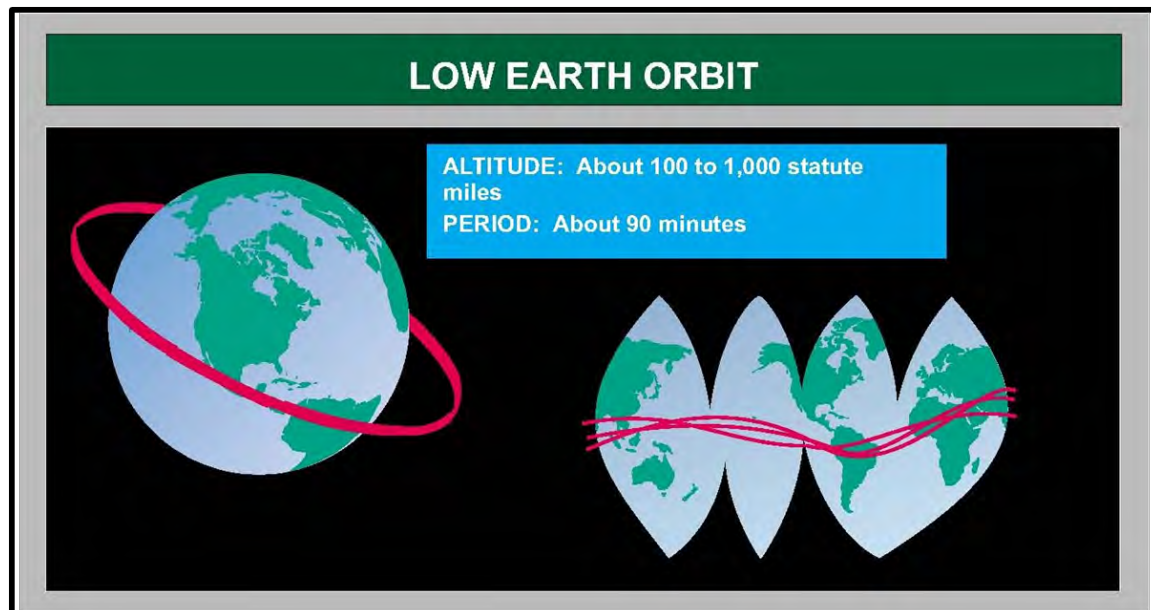 LOW EARTH ORBIT
ALTITUDE: About 100 to 1,000 statute
miles
PERIOD: About 90 minutes